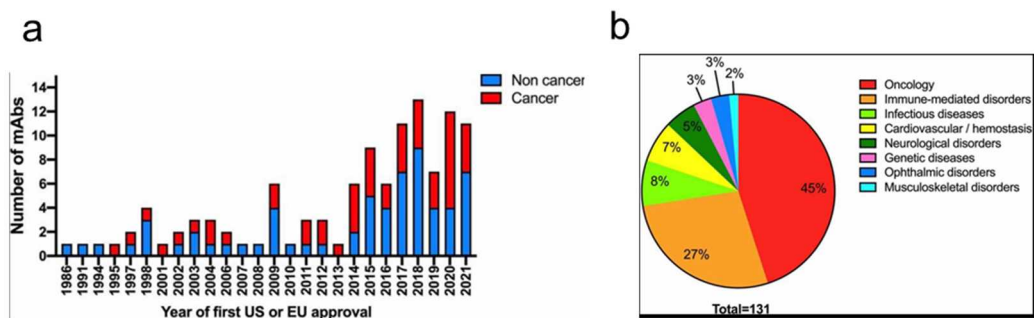 a
Number of mAbs
14
12
10
8
6
4
2
0
Non cancer
Cancer
1986
1991
1994
1995
1997
1998
2001
2002
2003
2004
2006
2007
2008
2009
2010
2011
2012
2013
2014
2015
2016
2017
2018
2019
2020
2021
Year of first US or EU approval
b
3%
3%
2%
5%
7%
8%
27%
45%
Oncology
Immune-mediated disorders
Infectious diseases
Cardiovascular / hemostasis
Neurological disorders
Genetic diseases
Ophthalmic disorders
Musculoskeletal disorders
Total=131